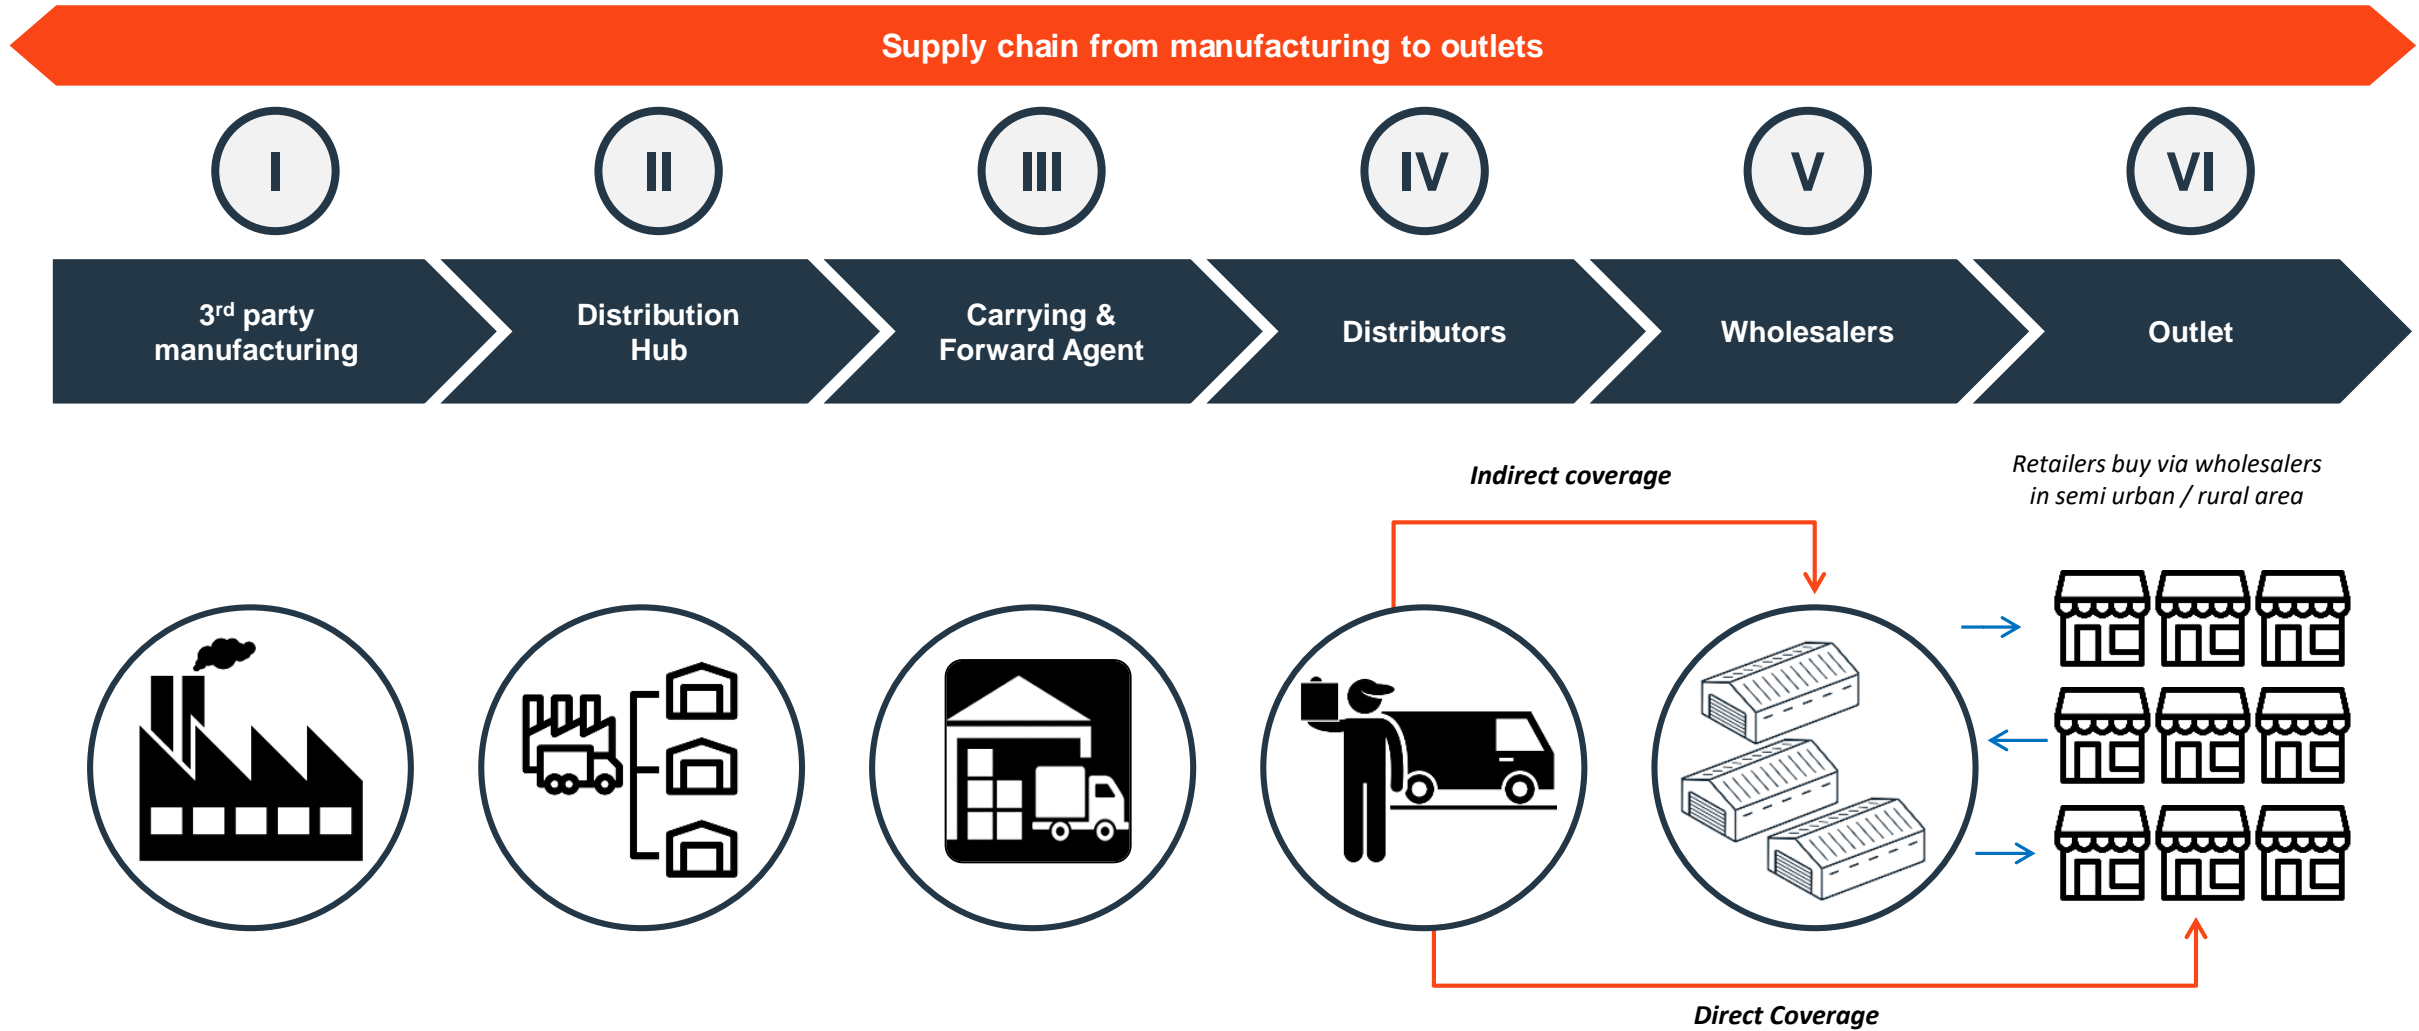 Supply chain from manufacturing to outlets
I
II
III
IV
V
VI
3rd party
manufacturing
Distribution
Hub
Carrying &
Forward Agent
Distributors
Wholesalers
Outlet
Indirect coverage
Retailers buy via wholesalers
in semi urban / rural area
Direct Coverage